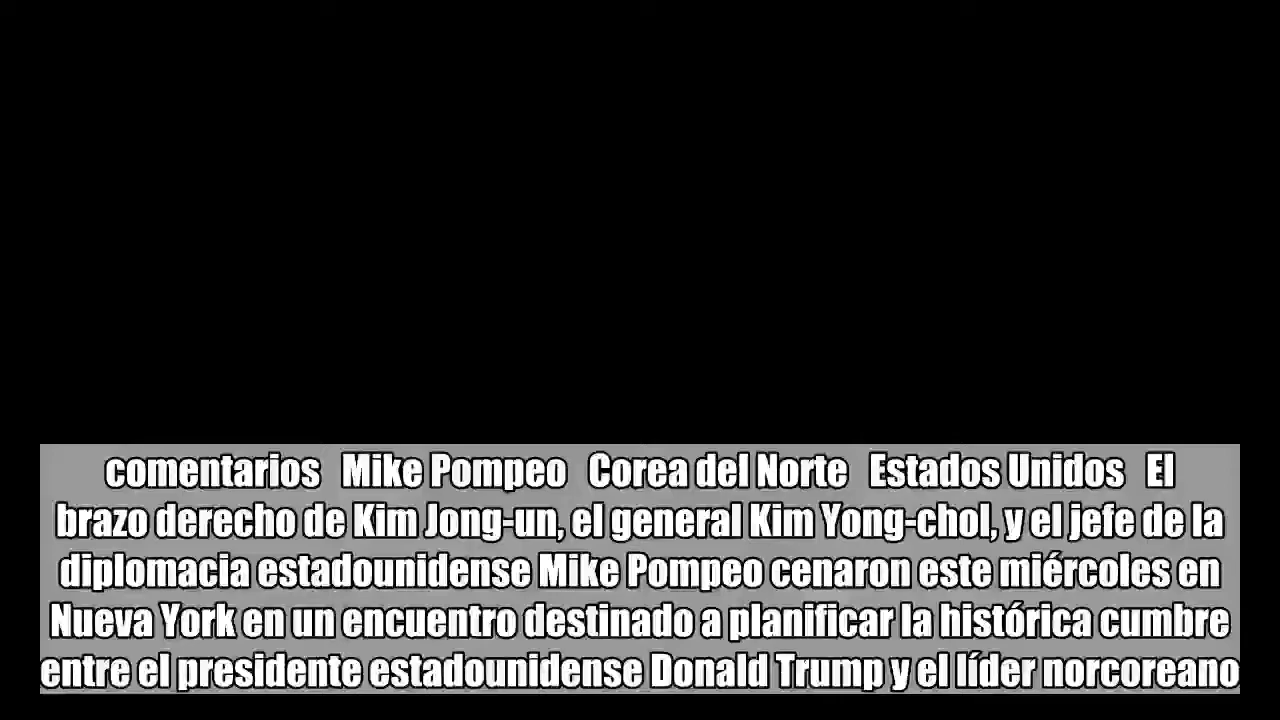 comentarios Mike Pompeo Corea del Norte Estados Unidos El
brazo derecho de Kim Jong-un, el general Kim Yong-chol, y el jefe de la
diplomacia estadounidense Mike Pompeo cenaron este miércoles en
Nueva York en un encuentro destinado a planificar la histórica cumbre
entre el presidente estadounidense Donald Trump y el líder norcoreano